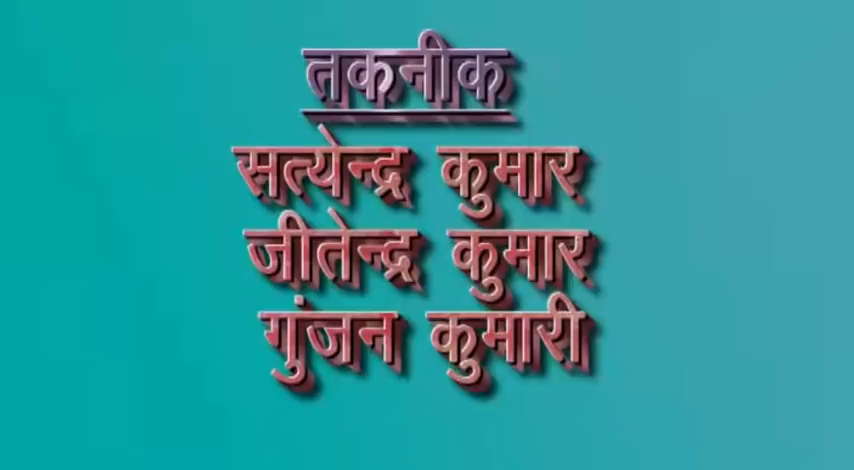 तकनीक
सत्येन्द्र कुमार
जीतेन्द्र कुमार
गुंजन कुमारी